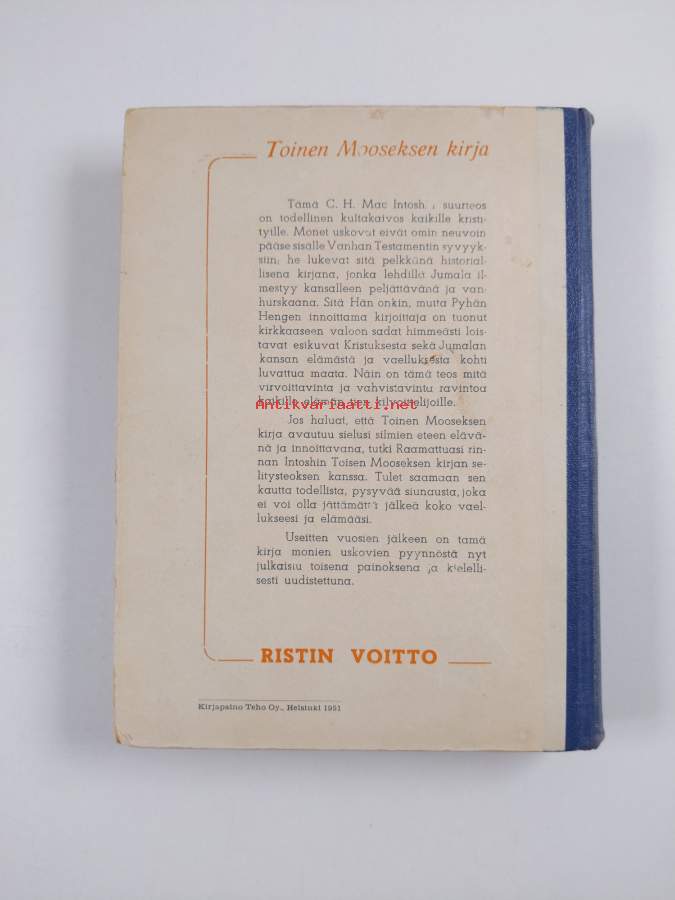 Toinen Mooseksen kirja
Tämä C. H. Mac Intosh suurteos
on todellinen kultakaivos kaikille kristi-
tyille. Monet uskovat eivät omin neuvoin
pääse sisälle Vanhan Testamentin syvyyk-
siin; he lukevat sitä pelkkänä historial-
lisena kirjana, jonka lehdillä Jumala il-
mestyy kansalleen peljättävänä ja van-
hurskaana. Sitä Hän onkin, mutta Pyhän
Hengen innoittama kirjoittaja on tuonut
kirkkaaseen valoon sadat himmeästi lois-
tavat esikuvat Kristuksesta sekä Jumalan
kansan elämästä ja vaelluksesta kohti
luvattua maata. Näin on tämä teos mitä
virvoittavinta ja vahvistavinta ravintoa
kaikille elämän tien kilvoittelijoille.
Antikvariaatti.net
Jos haluat, että Toinen Mooseksen
kirja avautuu sielusi silmien eteen elävä-
nä ja innoittavana, tutki Raamattuasi rin-
nan Intoshin Toisen Mooseksen kirjan se-
litysteoksen kanssa. Tulet saamaan sen
kautta todellista, pysyvää siunausta, joka
ei voi olla jättämättä jälkeä koko vael-
lukseesi ja elämääsi.
Useitten vuosien jälkeen on tämä
kirja monien uskovien pyynnöstä nyt
julkaistu toisena painoksena ja kielelli-
sesti uudistettuna.
RISTIN VOITTO
Kirjapaino Teho Oy., Helsinki 1951